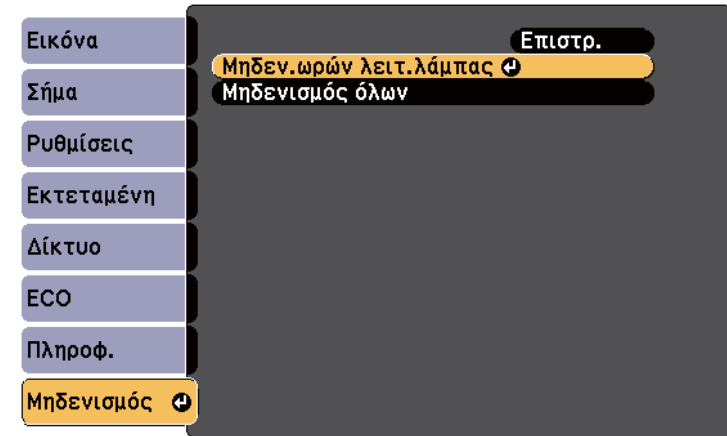 Εικόνα
Σήμα
Ρυθμίσεις
Εκτεταμένη
Δίκτυο
ECO
Πληροφ.
Μηδενισμός
Επιστρ.
Μηδεν.ωρών λειτ.λάμπας
Μηδενισμός όλων